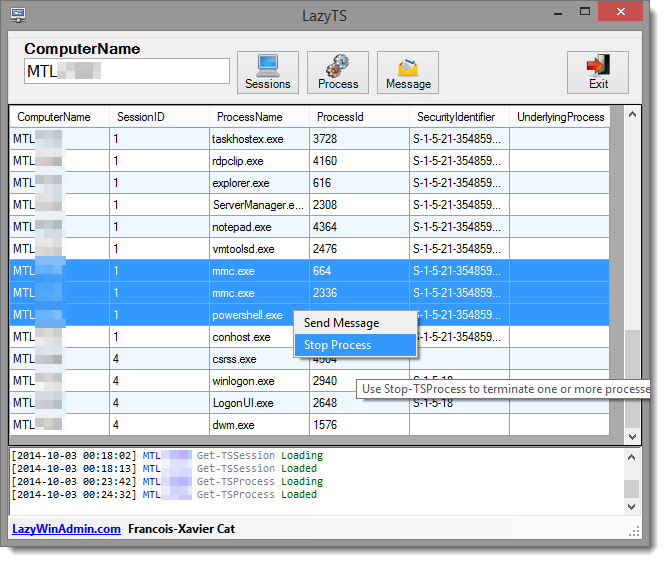 LazyTS
ComputerName
MTL
Sessions
Process
Message
Exit
ComputerName SessionID ProcessName ProcessId SecurityIdentifier UnderlyingProcess
MTL 1 taskhostex.exe 3728 S-1-5-21-354859...
MTL 1 rdpclip.exe 4160 S-1-5-21-354859...
MTL 1 explorer.exe 616 S-1-5-21-354859...
MTL 1 ServerManager.e... 2308 S-1-5-21-354859...
MTL 1 notepad.exe 4364 S-1-5-21-354859...
MTL 1 vmtoolsd.exe 2476 S-1-5-21-354859...
MTL 1 mmc.exe 664 S-1-5-21-354859...
MTL 1 mmc.exe 2336 S-1-5-21-354859...
MTL 1 powershell.exe S-1-5-21-354859...
MTL 1 conhost.exe S-1-5-21-354859...
MTL 4 csrss.exe
MTL 4 winlogon.exe 2940 S-1-5-18
MTL 4 LogonUI.exe 2648 S-1-5-18
MTL 4 dwm.exe 1576
Send Message
Stop Process
Use Stop-TSProcess to terminate one or more processe
[2014-10-03 00:18:02] MTL Get-TSSession Loading
[2014-10-03 00:18:13] MTL Get-TSSession Loaded
[2014-10-03 00:23:42] MTL Get-TSProcess Loading
[2014-10-03 00:24:32] MTL Get-TSProcess Loaded
LazyWinAdmin.com Francois-Xavier Cat